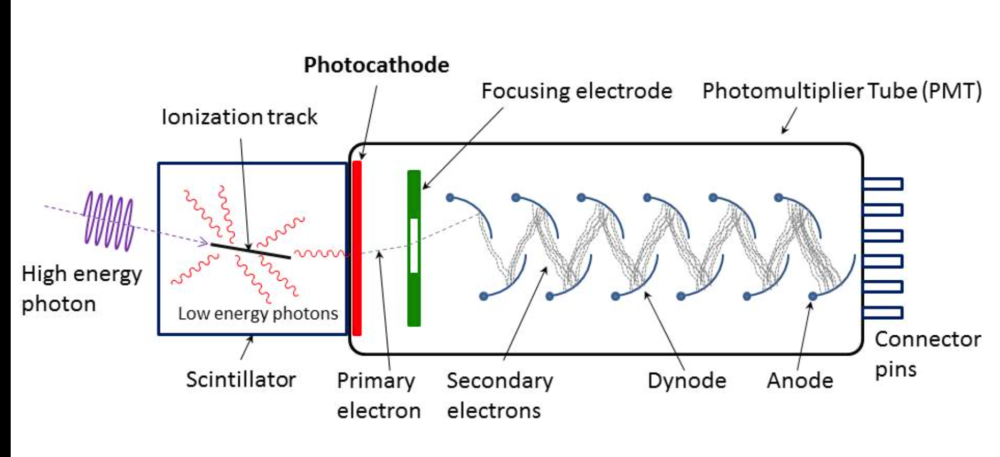 Photocathode
Focusing electrode
Photomultiplier Tube (PMT)
Ionization track
High energy
photon
Low energy photons
Scintillator
Primary
electron
Secondary
electrons
Dynode
Anode
Connector
pins